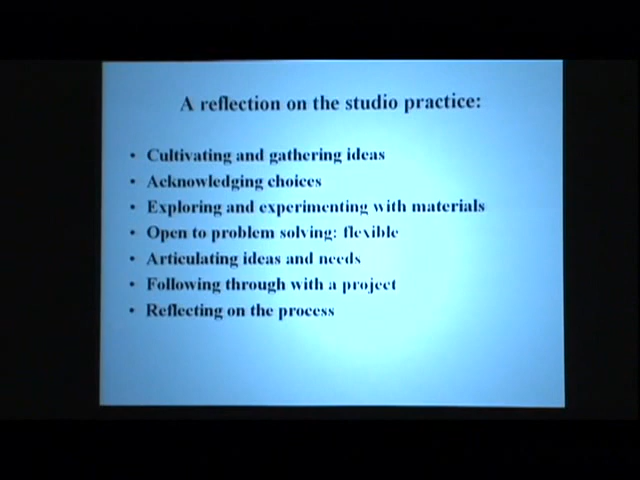 A reflection on the studio practice:
• Cultivating and gathering ideas
• Acknowledging choices
• Exploring and experimenting with materials
• Open to problem solving: flexible
• Articulating ideas and needs
• Following through with a project
• Reflecting on the process